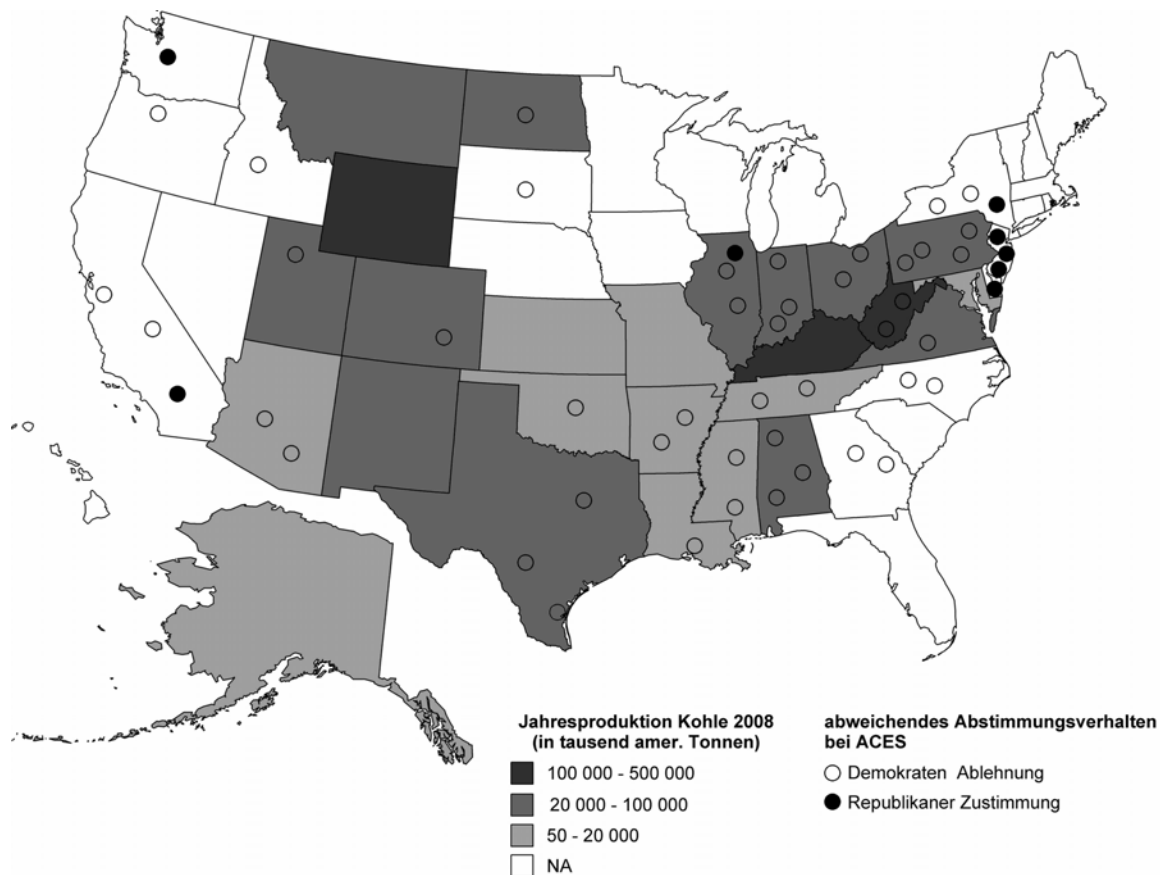 Jahresproduktion Kohle 2008
(in tausend amer. Tonnen)
100 000 - 500 000
20 000 - 100 000
50 - 20 000
NA
abweichendes Abstimmungsverhalten
bei ACES
Demokraten Ablehnung
Republikaner Zustimmung